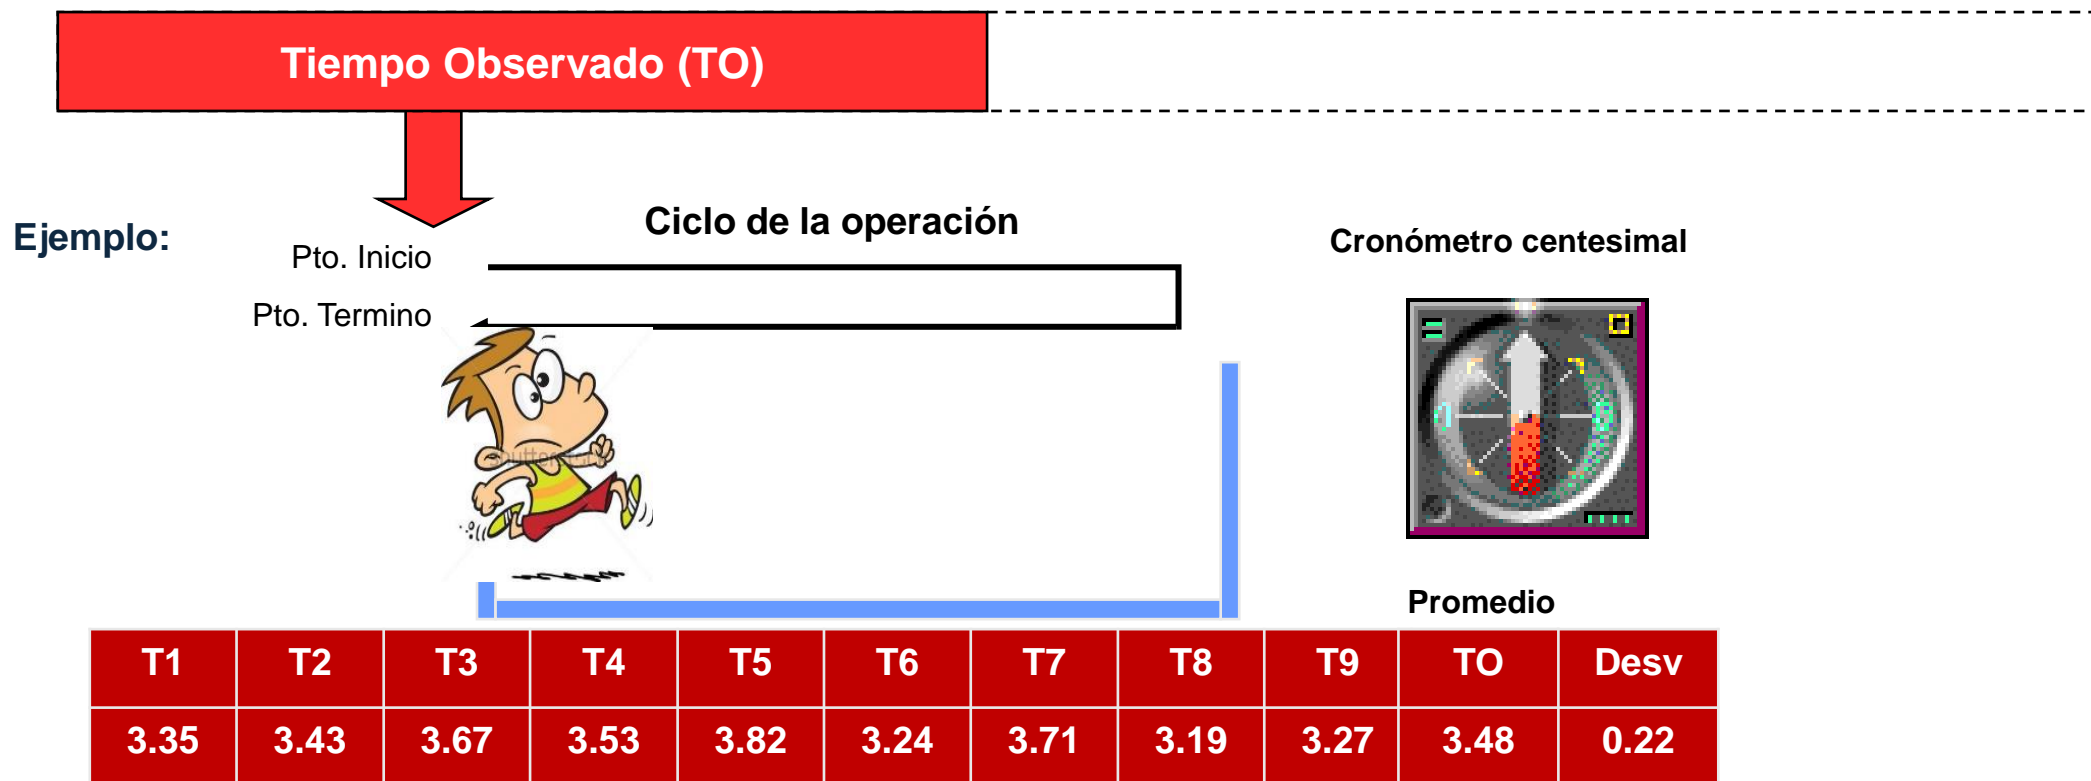 Tiempo Observado (TO)
Ejemplo:
Ciclo de la operación
Cronómetro centesimal
Pto. Inicio
Pto. Termino
shutterstock
Promedio
T1 T2 T3 T4 T5 T6 T7 T8 T9 TO Desv
3.35 3.43 3.67 3.53 3.82 3.24 3.71 3.19 3.27 3.48 0.22